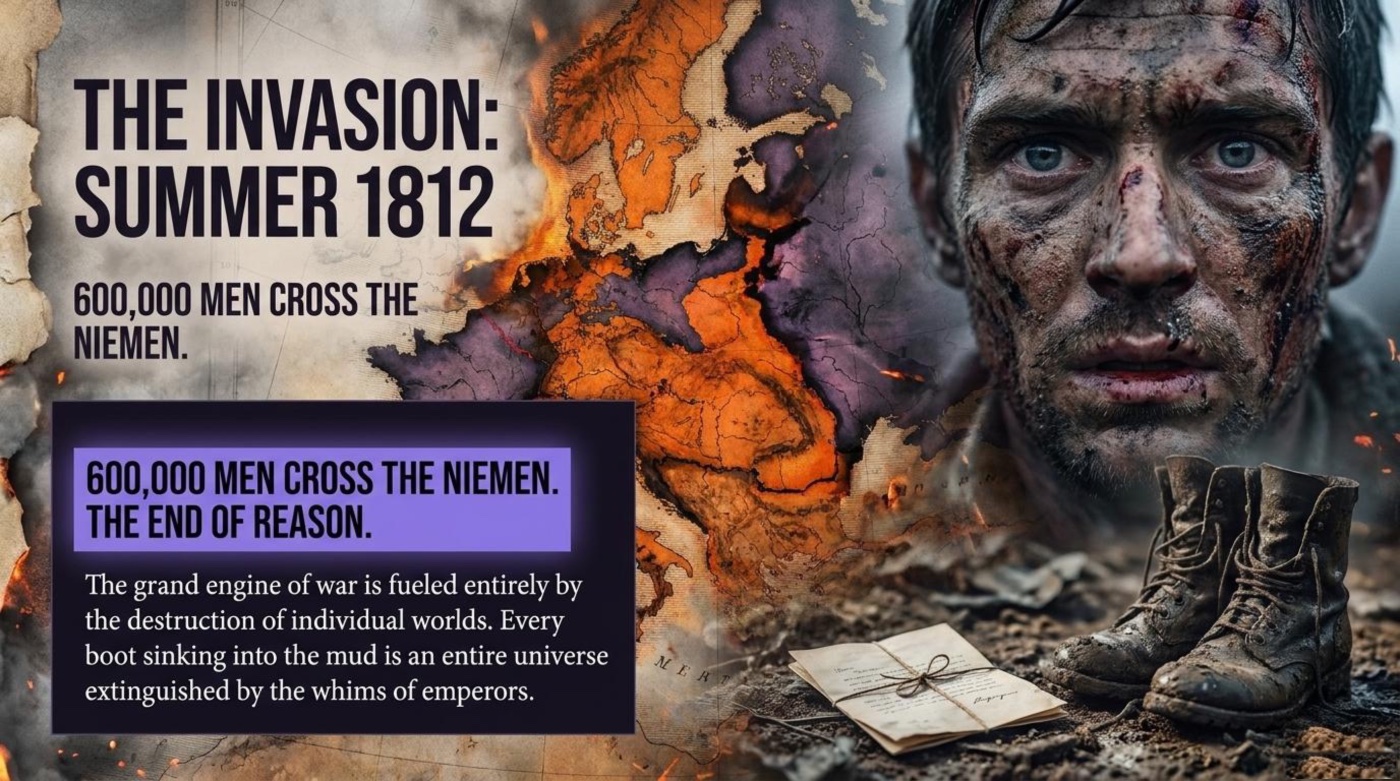 THE INVASION:
SUMMER 1812
600,000 MEN CROSS THE
NIEMEN.
600,000 MEN CROSS THE NIEMEN.
THE END OF REASON.
The grand engine of war is fueled entirely by
the destruction of individual worlds. Every
boot sinking into the mud is an entire universe
extinguished by the whims of emperors.